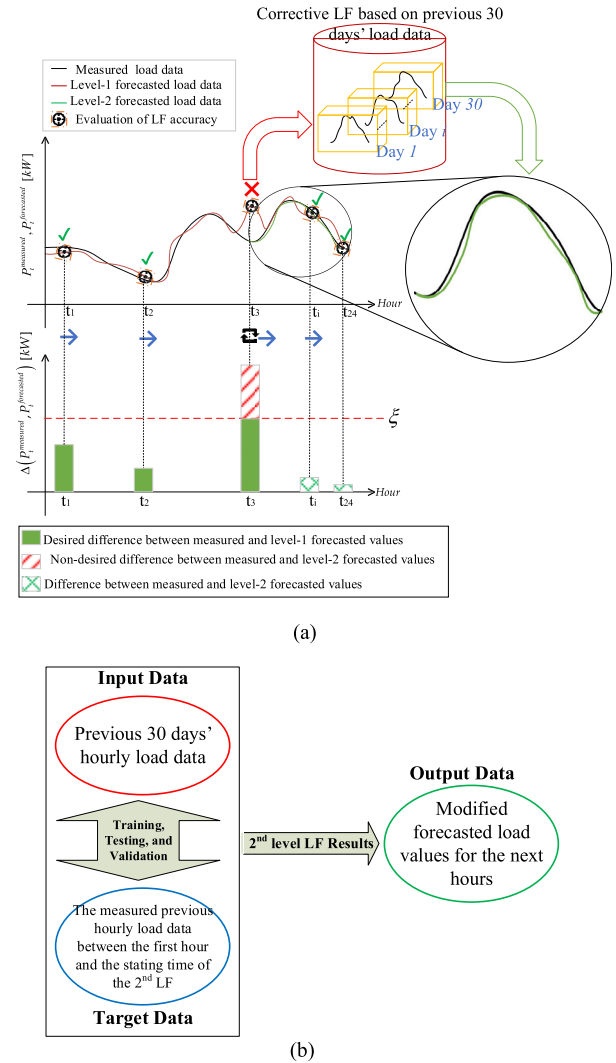 Corrective LF based on previous 30
days' load data
Measured load data
Level-1 forecasted load data
Level-2 forecasted load data
Evaluation of LF accuracy
Day 30
Day i
Day 1
P_t^measured, P_t^forecasted [kW]
Hour
t1 t2 t3 ti t24
Δ(P_t^measured, P_t^forecasted) [kW]
ξ
t1 t2 t3 ti t24
Hour
Desired difference between measured and level-1 forecasted values
Non-desired difference between measured and level-2 forecasted values
Difference between measured and level-2 forecasted values
(a)
Input Data
Previous 30 days'
hourly load data
Training,
Testing, and
Validation
The measured previous
hourly load data
between the first hour
and the stating time of
the 2nd LF
Target Data
2nd level LF Results
Output Data
Modified
forecasted load
values for the next
hours
(b)